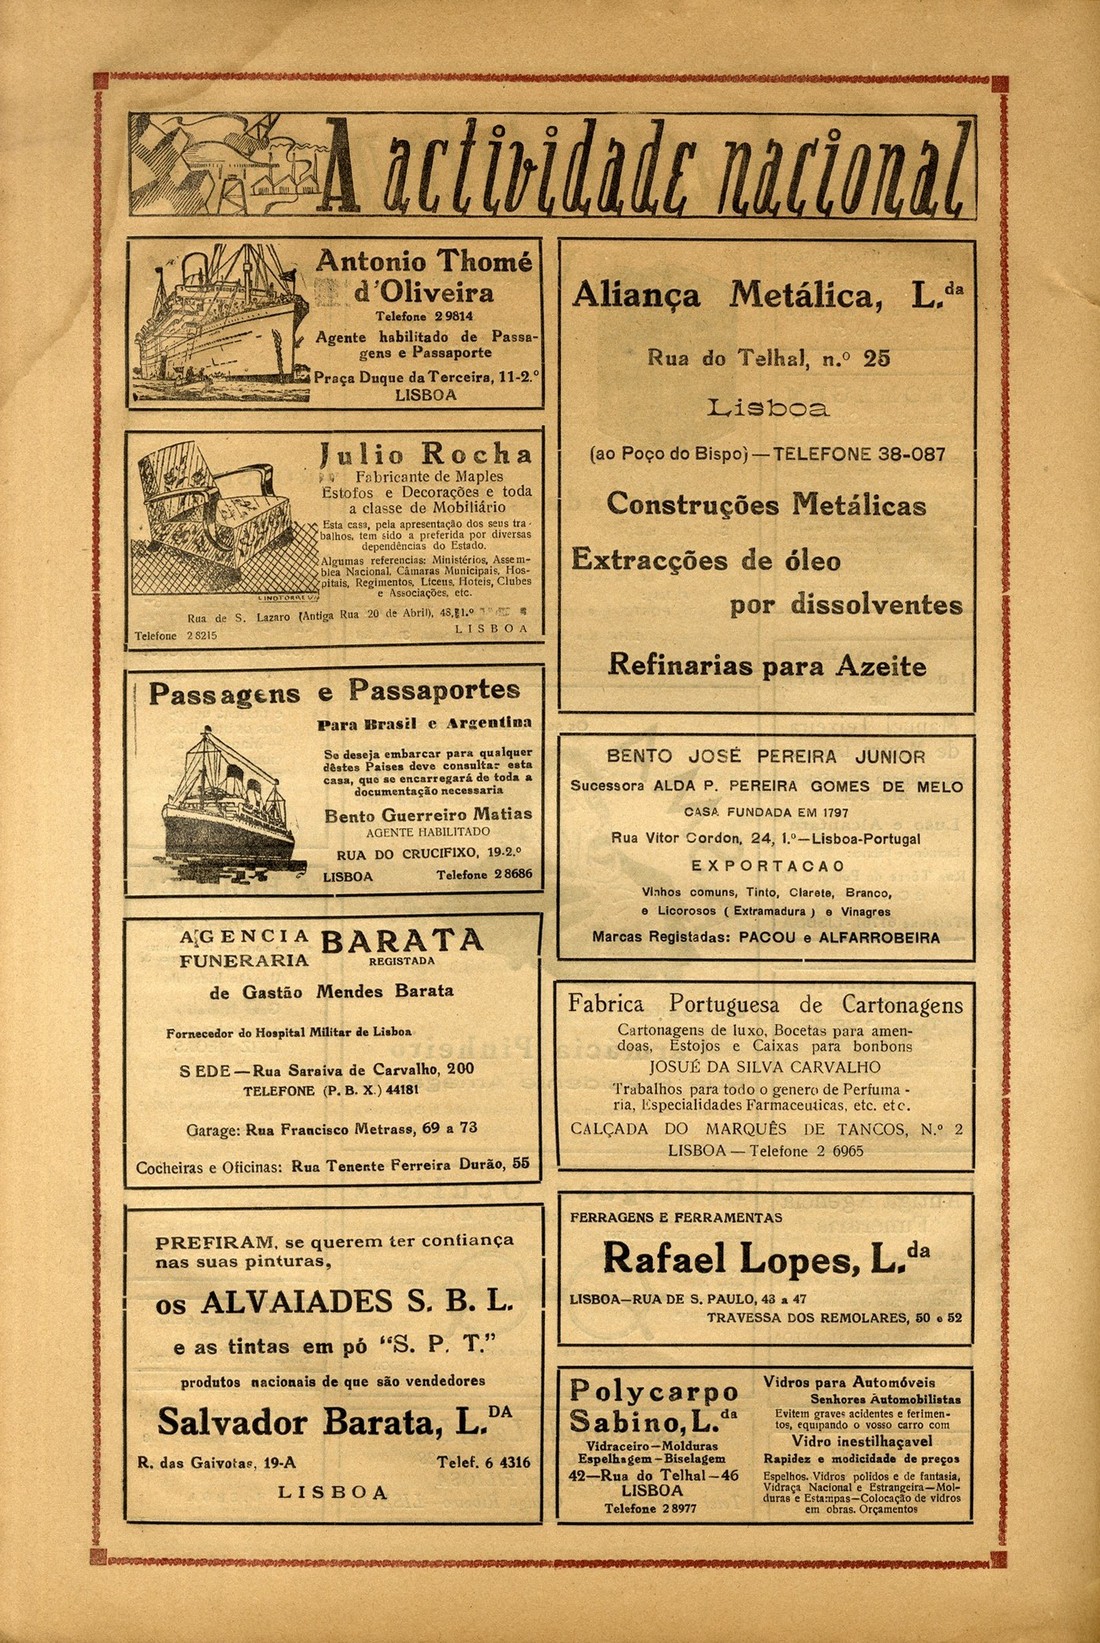 A actividade nacional
Antonio Thomé
d'Oliveira
Telefone 2 9814
Agente habilitado de Passa-
gens e Passaporte
Praça Duque da Terceira, 11-2.º
LISBOA
Julio Rocha
Fabricante de Maples
Estofos e Decorações e toda
a classe de Mobiliário
Esta casa, pela apresentação dos seus tra-
balhos, tem sido a preferida por diversas
dependências do Estado.
Algumas referencias: Ministérios, Assem-
blea Nacional, Câmaras Municipais, Hos-
pitais, Regimentos, Liceus, Hoteis, Clubes
e Associações, etc.
Rua de S. Lazaro (Antiga Rua 20 de Abril), 48, 1.º
Telefone 2 8215
LISBOA
Passagens e Passaportes
Para Brasil e Argentina
Se deseja embarcar para qualquer
dêstes Paises deve consultar esta
casa, que se encarregará de toda a
documentação necessaria
Bento Guerreiro Matias
AGENTE HABILITADO
RUA DO CRUCIFIXO, 19-2.º
LISBOA Telefone 2 8686
AGENCIA BARATA
FUNERARIA REGISTADA
de Gastão Mendes Barata
Fornecedor do Hospital Militar de Lisboa
SEDE—Rua Saraiva de Carvalho, 200
TELEFONE (P. B. X.) 44181
Garage: Rua Francisco Metrass, 69 a 73
Cocheiras e Oficinas: Rua Tenente Ferreira Durão, 55
PREFIRAM, se querem ter confiança
nas suas pinturas,
os ALVAIADES S. B. L.
e as tintas em pó "S. P. T."
produtos nacionais de que são vendedores
Salvador Barata, L.DA
R. das Gaivotas, 19-A Telef. 6 4316
LISBOA
Aliança Metálica, L.da
Rua do Telhal, n.º 25
Lisboa
(ao Poço do Bispo)—TELEFONE 38-087
Construções Metálicas
Extracções de óleo
por dissolventes
Refinarias para Azeite
BENTO JOSÉ PEREIRA JUNIOR
Sucessora ALDA P. PEREIRA GOMES DE MELO
CASA FUNDADA EM 1797
Rua Vitor Cordon, 24, 1.º—Lisboa-Portugal
EXPORTACAO
Vinhos comuns, Tinto, Clarete, Branco,
e Licorosos (Extramadura) e Vinagres
Marcas Registadas: PACOU e ALFARROBEIRA
Fabrica Portuguesa de Cartonagens
Cartonagens de luxo, Bocetas para amen-
doas, Estojos e Caixas para bonbons
JOSUÉ DA SILVA CARVALHO
Trabalhos para todo o genero de Perfuma-
ria, Especialidades Farmaceuticas, etc. etc.
CALÇADA DO MARQUÊS DE TANCOS, N.º 2
LISBOA—Telefone 2 6965
FERRAGENS E FERRAMENTAS
Rafael Lopes, L.da
LISBOA—RUA DE S. PAULO, 43 a 47
TRAVESSA DOS REMOLARES, 50 e 52
Polycarpo
Sabino, L.da
Vidraceiro—Molduras
Espelhagem—Biselagem
42—Rua do Telhal—46
LISBOA
Telefone 2 8977
Vidros para Automóveis
Senhores Automobilistas
Evitem graves acidentes e ferimen-
tos, equipando o vosso carro com
Vidro inestilhaçavel
Rapidez e modicidade de preços
Espelhos. Vidros polidos e de fantasia,
Vidraça Nacional e Estrangeira—Mol-
duras e Estampas—Colocação de vidros
em obras. Orçamentos